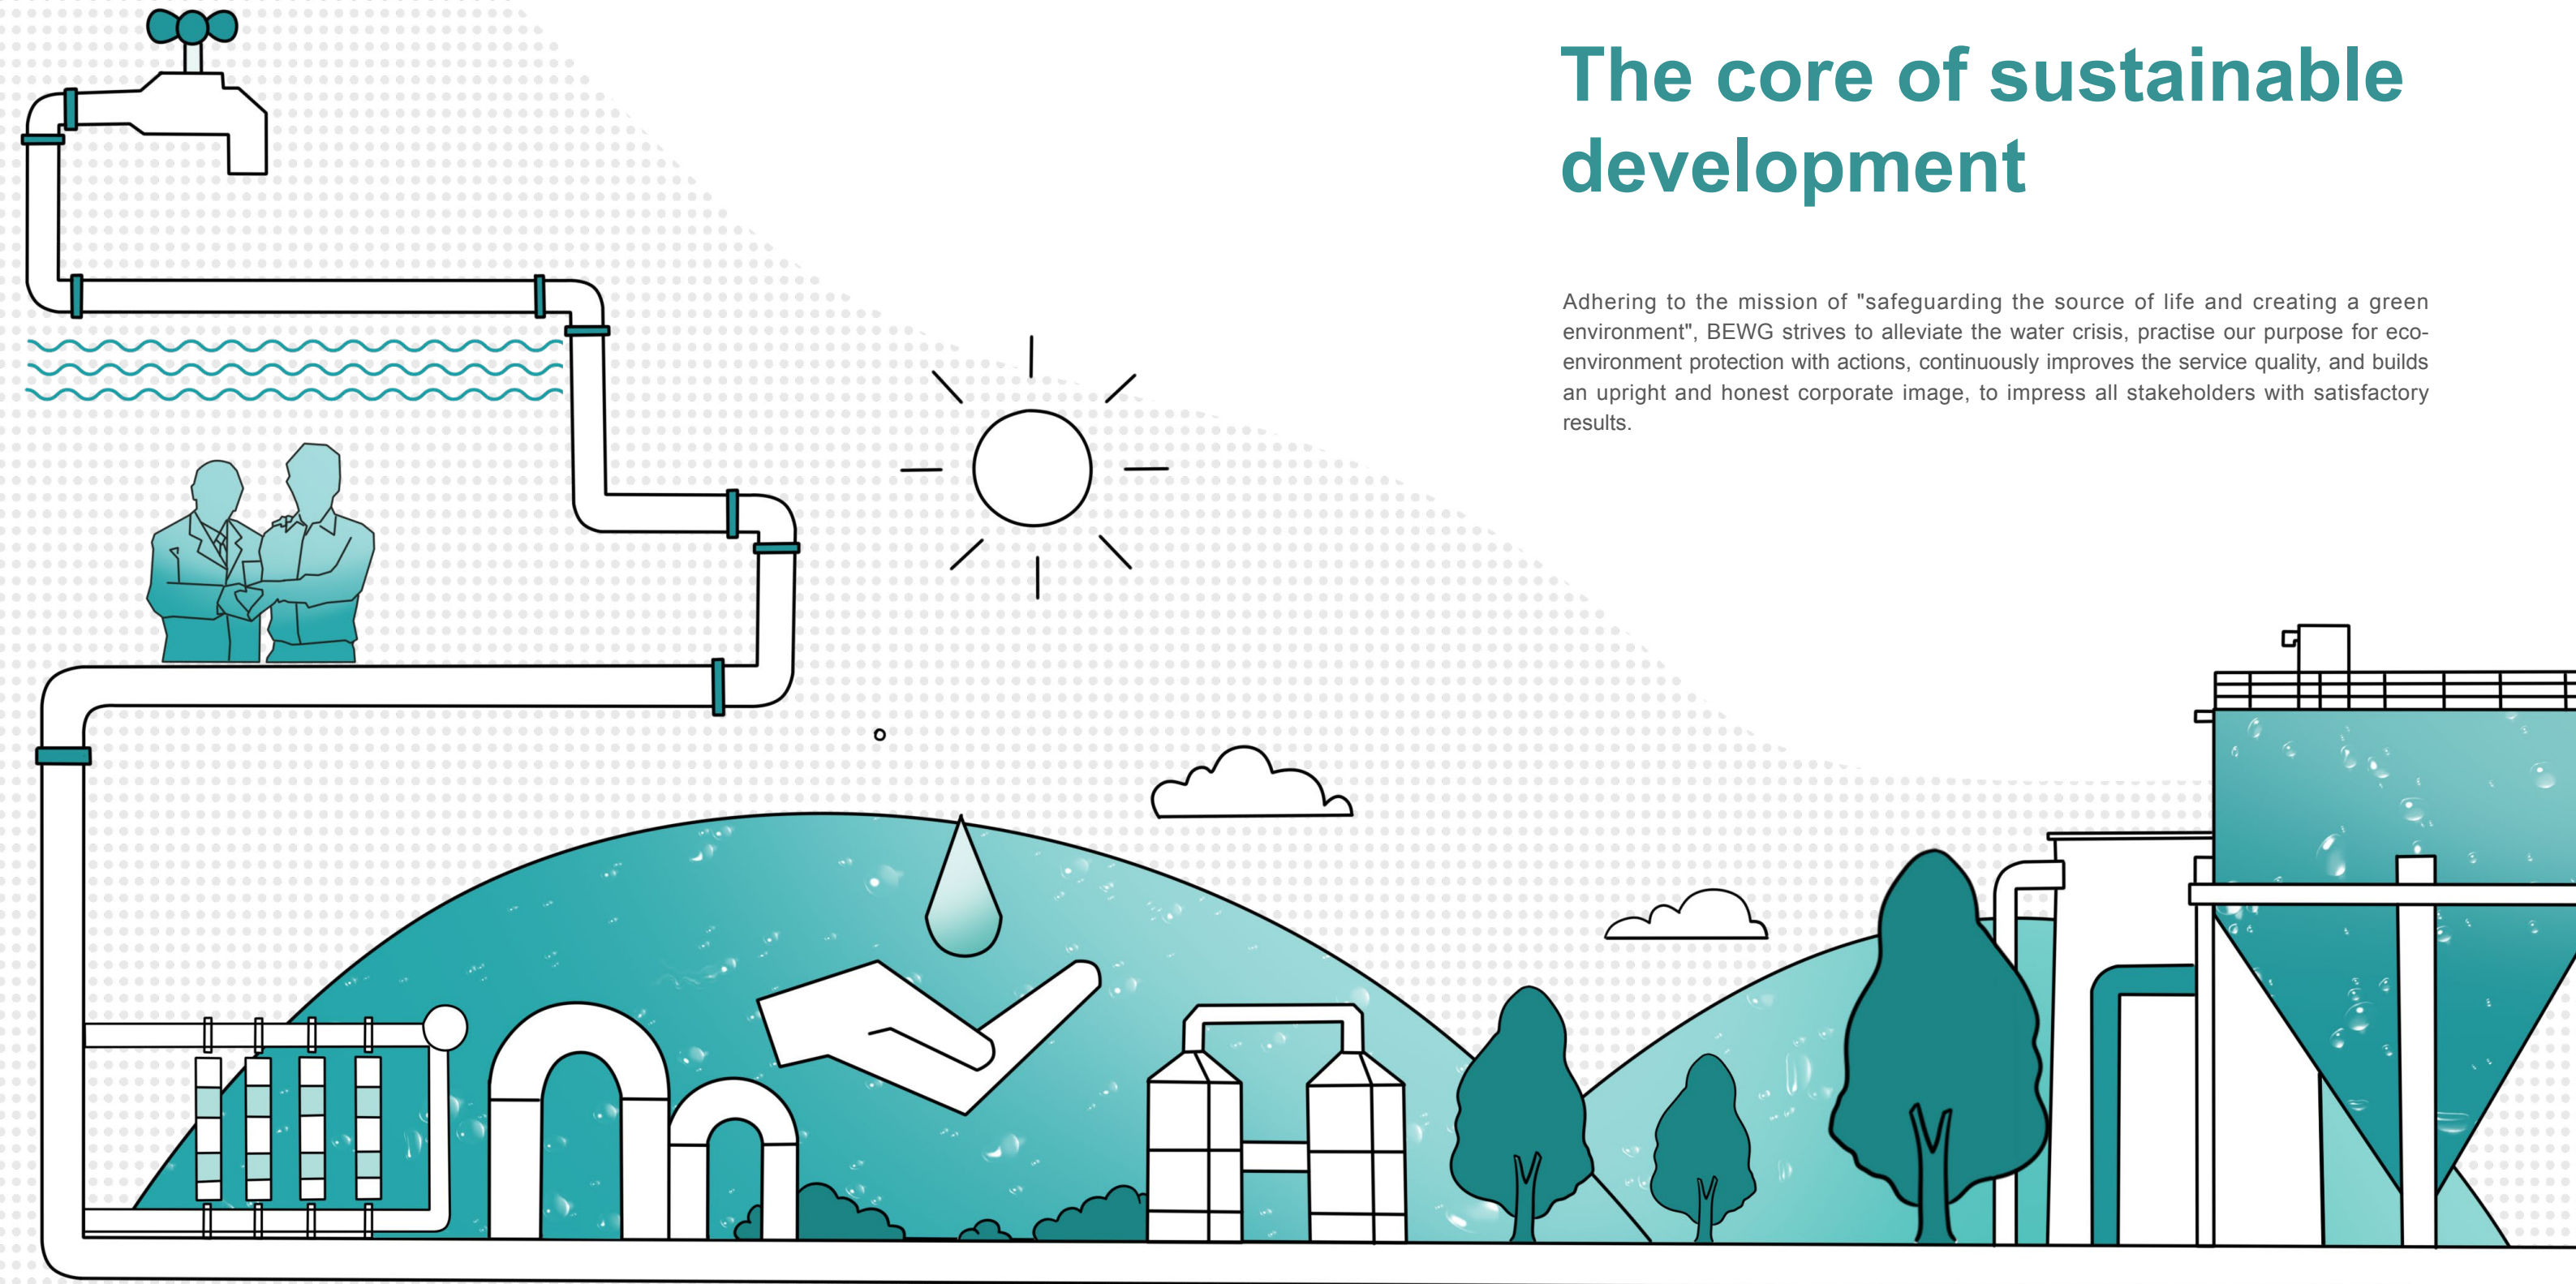 The core of sustainable
development
Adhering to the mission of "safeguarding the source of life and creating a green
environment", BEWG strives to alleviate the water crisis, practise our purpose for eco-
environment protection with actions, continuously improves the service quality, and builds
an upright and honest corporate image, to impress all stakeholders with satisfactory
results.